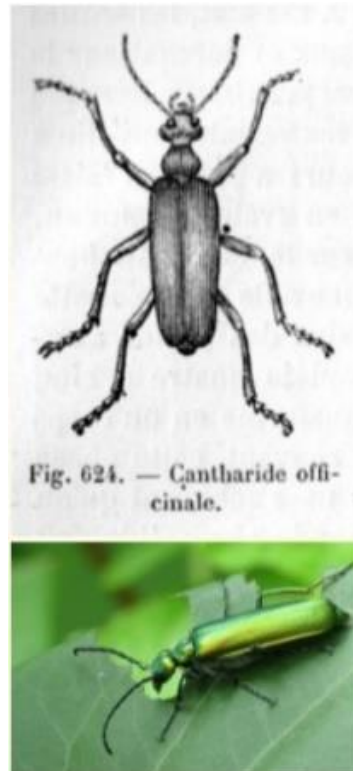 Fig. 624. — Cantharide offi-
cinale.